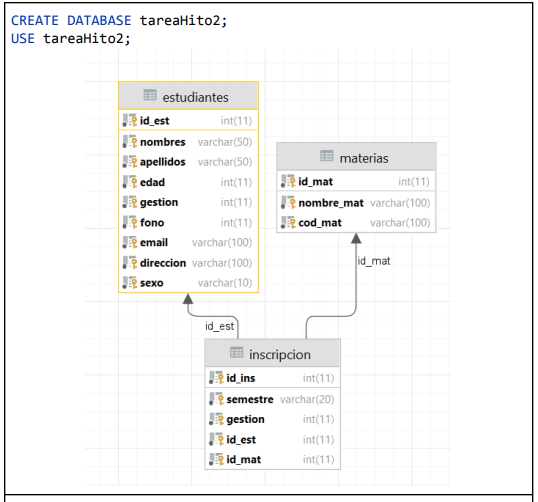 CREATE DATABASE tareaHito2;
USE tareaHito2;
estudiantes
id_est int(11)
nombres varchar(50)
apellidos varchar(50)
edad int(11)
gestion int(11)
fono int(11)
email varchar(100)
direccion varchar(100)
sexo varchar(10)
materias
id_mat int(11)
nombre_mat varchar(100)
cod_mat varchar(100)
id_mat
id_est
inscripcion
id_ins int(11)
semestre varchar(20)
gestion int(11)
id_est int(11)
id_mat int(11)